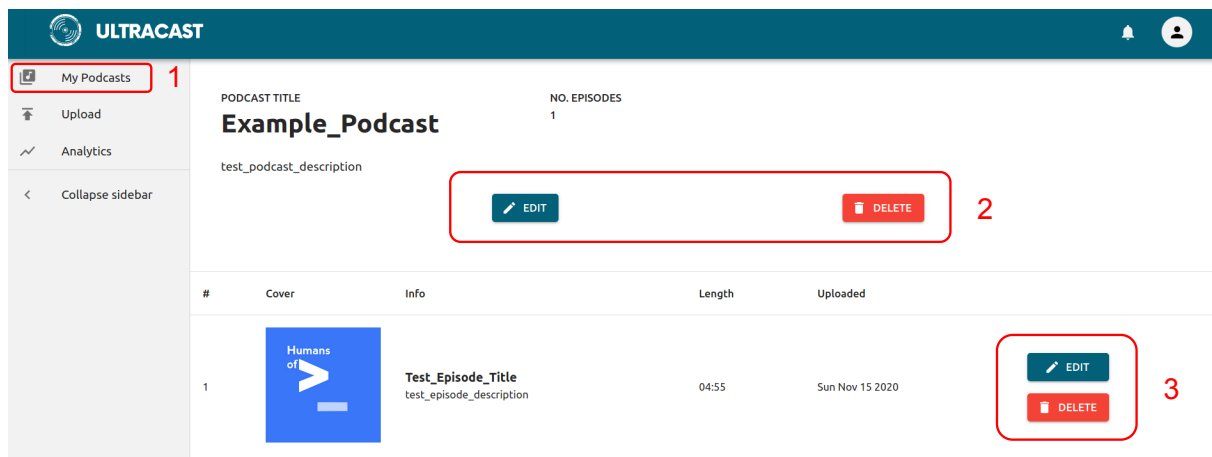 ULTRACAST
My Podcasts
1
Upload
Analytics
Collapse sidebar
PODCAST TITLE
NO. EPISODES
Example_Podcast
1
test_podcast_description
EDIT
DELETE
2
#
Cover
Info
Length
Uploaded
1
Humans
of
>_
Test_Episode_Title
test_episode_description
04:55
Sun Nov 15 2020
EDIT
DELETE
3